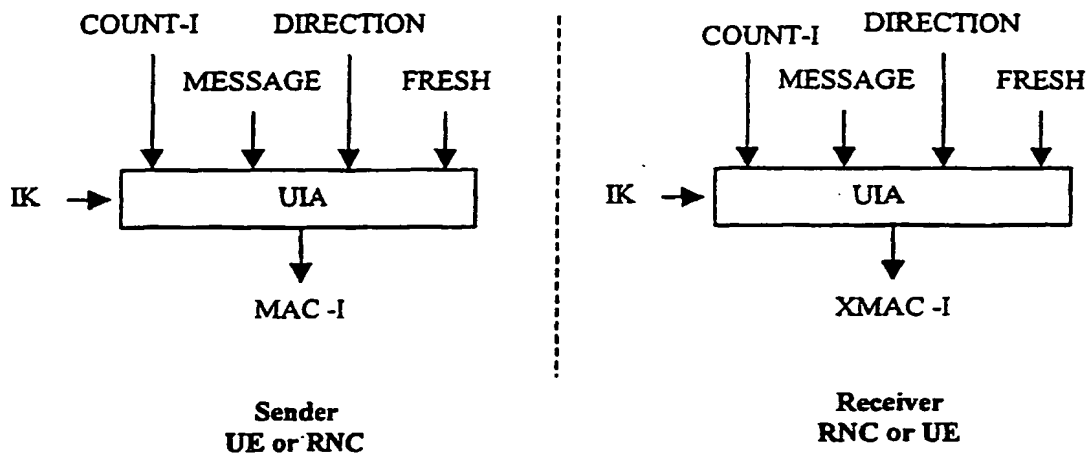 COUNT-I DIRECTION
MESSAGE FRESH
IK UIA
MAC -I
Sender
UE or RNC
COUNT-I DIRECTION
MESSAGE FRESH
IK UIA
XMAC -I
Receiver
RNC or UE